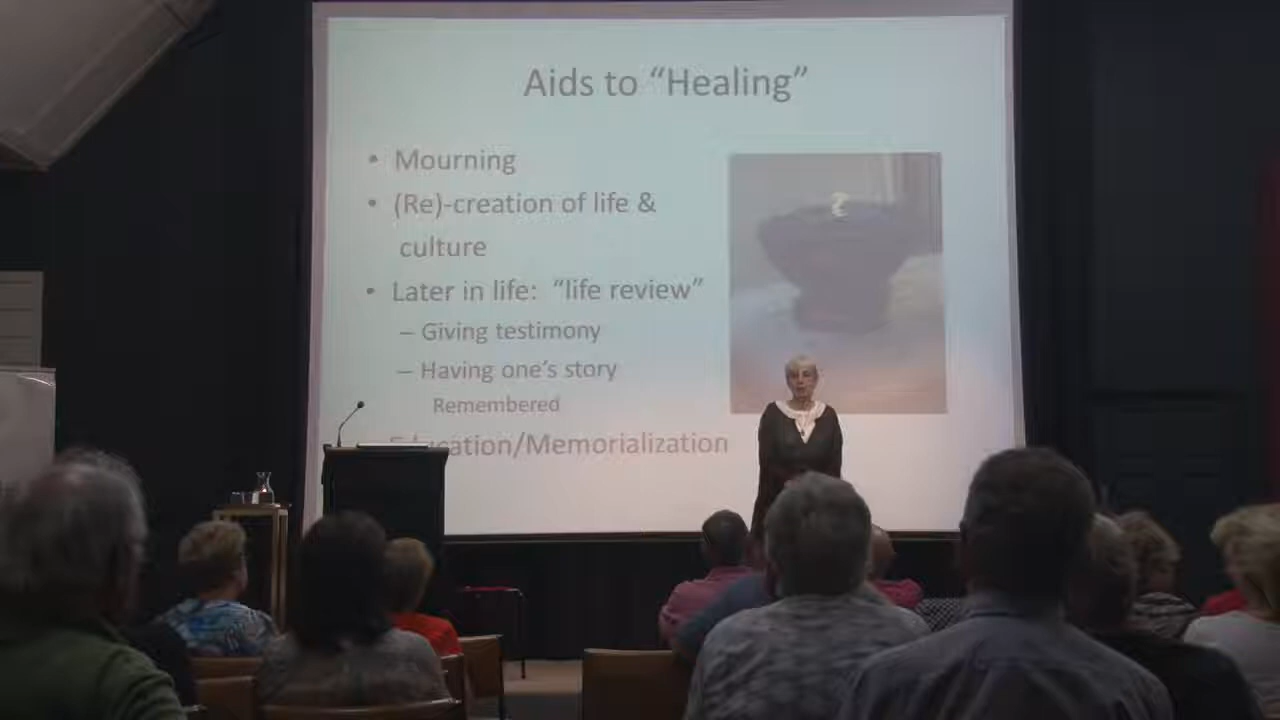 Aids to “Healing”
• Mourning
• (Re)-creation of life &
culture
• Later in life: “life review”
– Giving testimony
– Having one’s story
Remembered
Education/Memorialization